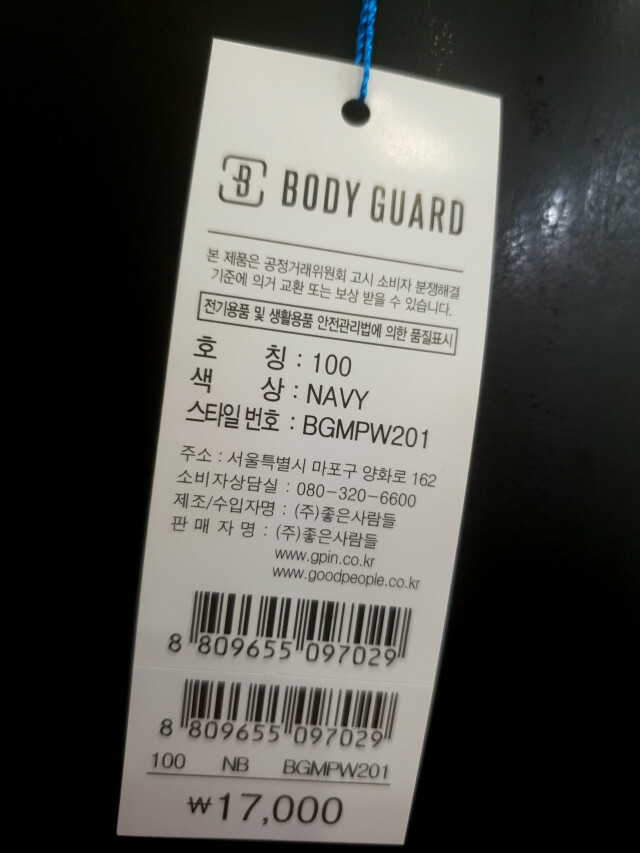 B BODY GUARD
본 제품은 공정거래위원회 고시 소비자 분쟁해결
기준에 의거 교환 또는 보상 받을 수 있습니다.
전기용품 및 생활용품 안전관리법에 의한 품질표시
호 칭 : 100
색 상 : NAVY
스타일 번호 : BGMPW201
주소 : 서울특별시 마포구 양화로 162
소비자상담실 : 080-320-6600
제조/수입자명 : (주)좋은사람들
판 매 자 명 : (주)좋은사람들
www.gpin.co.kr
www.goodpeople.co.kr
8 809655 097029
8 809655 097029
100 NB BGMPW201
₩17,000